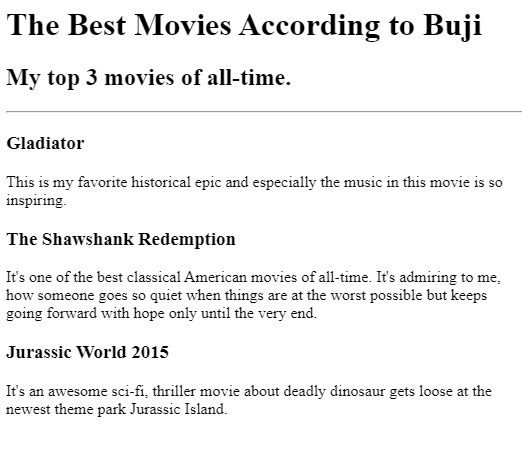 The Best Movies According to Buji
My top 3 movies of all-time.
Gladiator
This is my favorite historical epic and especially the music in this movie is so
inspiring.
The Shawshank Redemption
It's one of the best classical American movies of all-time. It's admiring to me,
how someone goes so quiet when things are at the worst possible but keeps
going forward with hope only until the very end.
Jurassic World 2015
It's an awesome sci-fi, thriller movie about deadly dinosaur gets loose at the
newest theme park Jurassic Island.